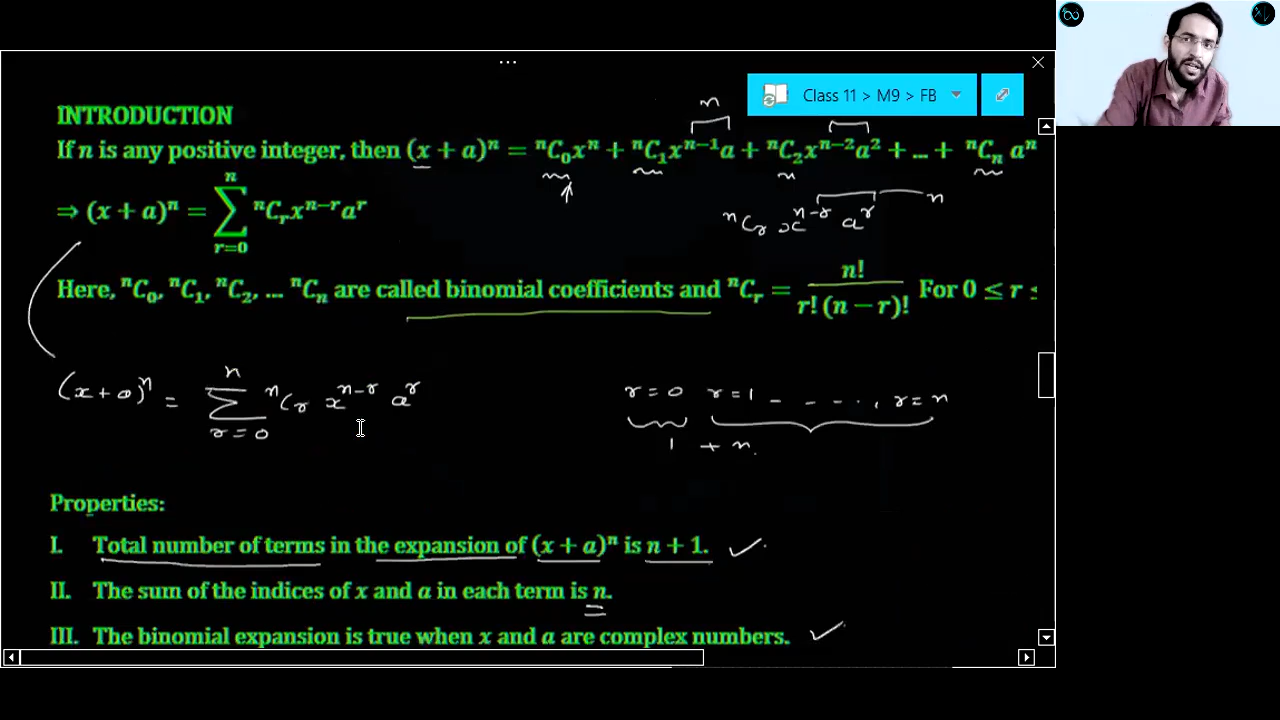 Class 11 > M9 > FB
INTRODUCTION
n
If n is any positive integer, then (x + a)ⁿ = ⁿC₀xⁿ + ⁿC₁xⁿ⁻¹a + ⁿC₂xⁿ⁻²a² + ... + ⁿCₙ aⁿ
⇒ (x + a)ⁿ = ∑ᵣ₌₀ⁿ ⁿCᵣxⁿ⁻ʳaʳ
ⁿCᵣ xⁿ⁻ʳ aʳ n
Here, ⁿC₀, ⁿC₁, ⁿC₂, ... ⁿCₙ are called binomial coefficients and ⁿCᵣ = n! / r! (n − r)! For 0 ≤ r ≤
(x + a)ⁿ = ∑ᵣ₌₀ⁿ ⁿCᵣ xⁿ⁻ʳ aʳ
r = 0 r = 1 - - - . . , r = n
1 + n.
Properties:
I. Total number of terms in the expansion of (x + a)ⁿ is n + 1.
II. The sum of the indices of x and a in each term is n.
III. The binomial expansion is true when x and a are complex numbers.